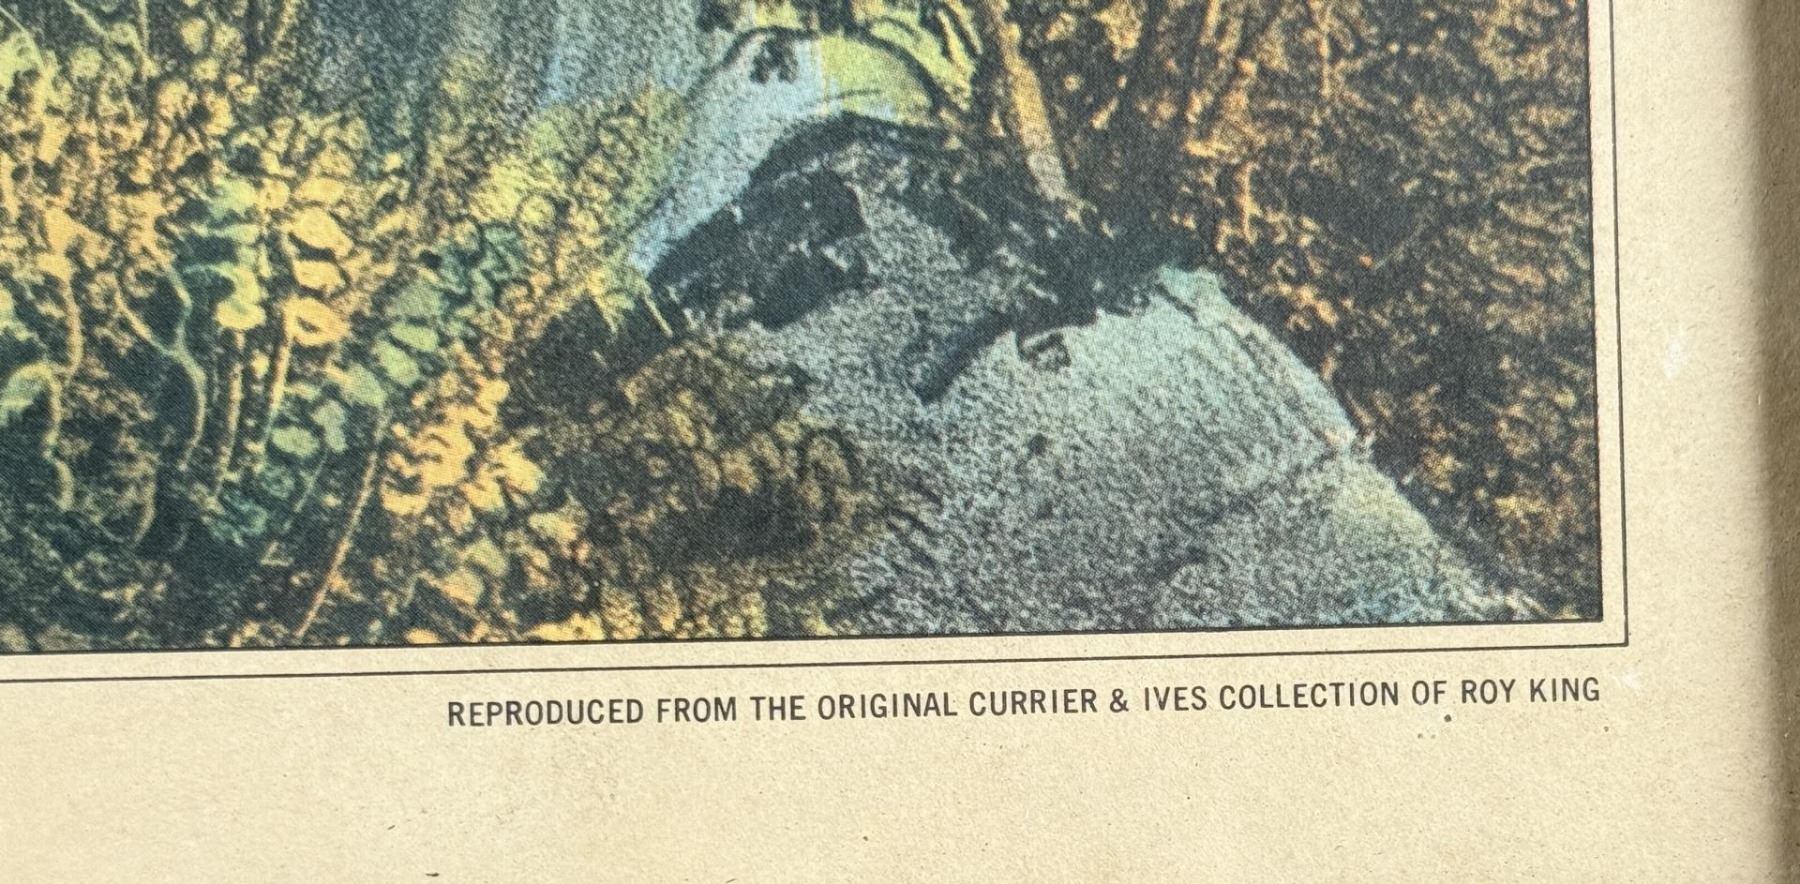 REPRODUCED FROM THE ORIGINAL CURRIER & IVES COLLECTION OF ROY KING